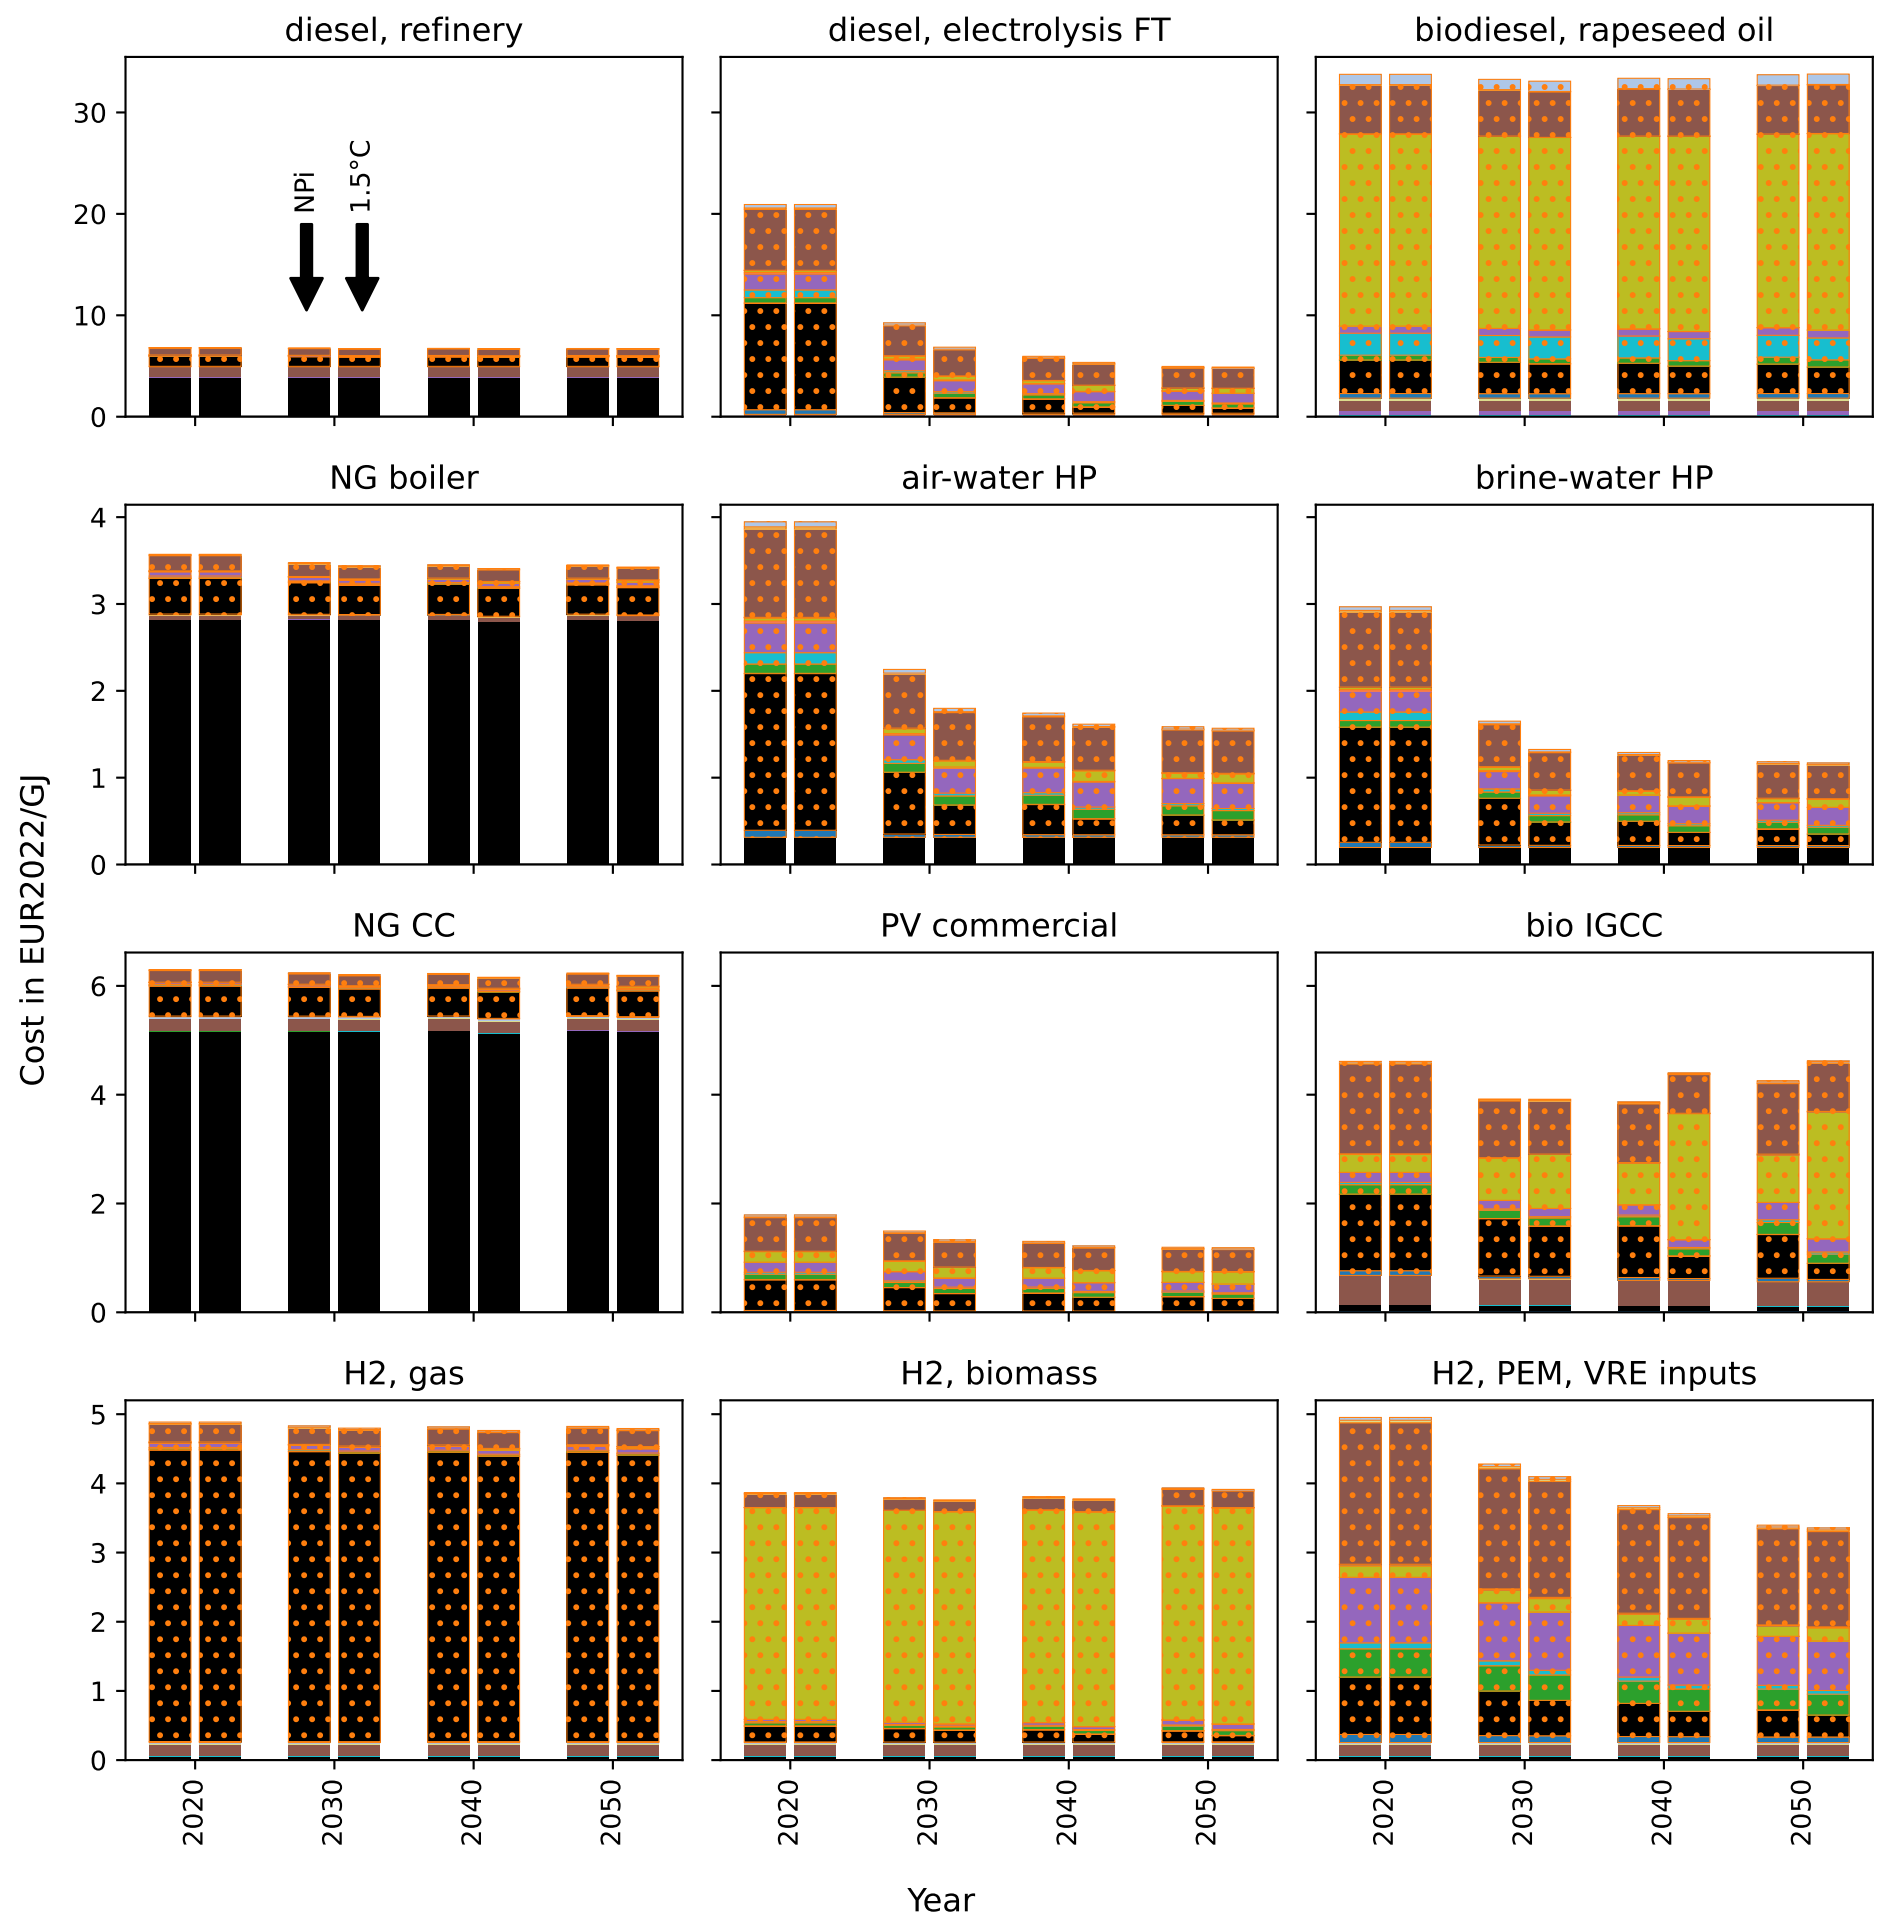 diesel, refinery
diesel, electrolysis FT
biodiesel, rapeseed oil
30
20
10
0
NPi
1.5°C
NG boiler
air-water HP
brine-water HP
4
3
2
1
0
NG CC
PV commercial
bio IGCC
6
4
2
0
Cost in EUR2022/GJ
H2, gas
H2, biomass
H2, PEM, VRE inputs
5
4
3
2
1
0
2020
2030
2040
2050
2020
2030
2040
2050
2020
2030
2040
2050
Year